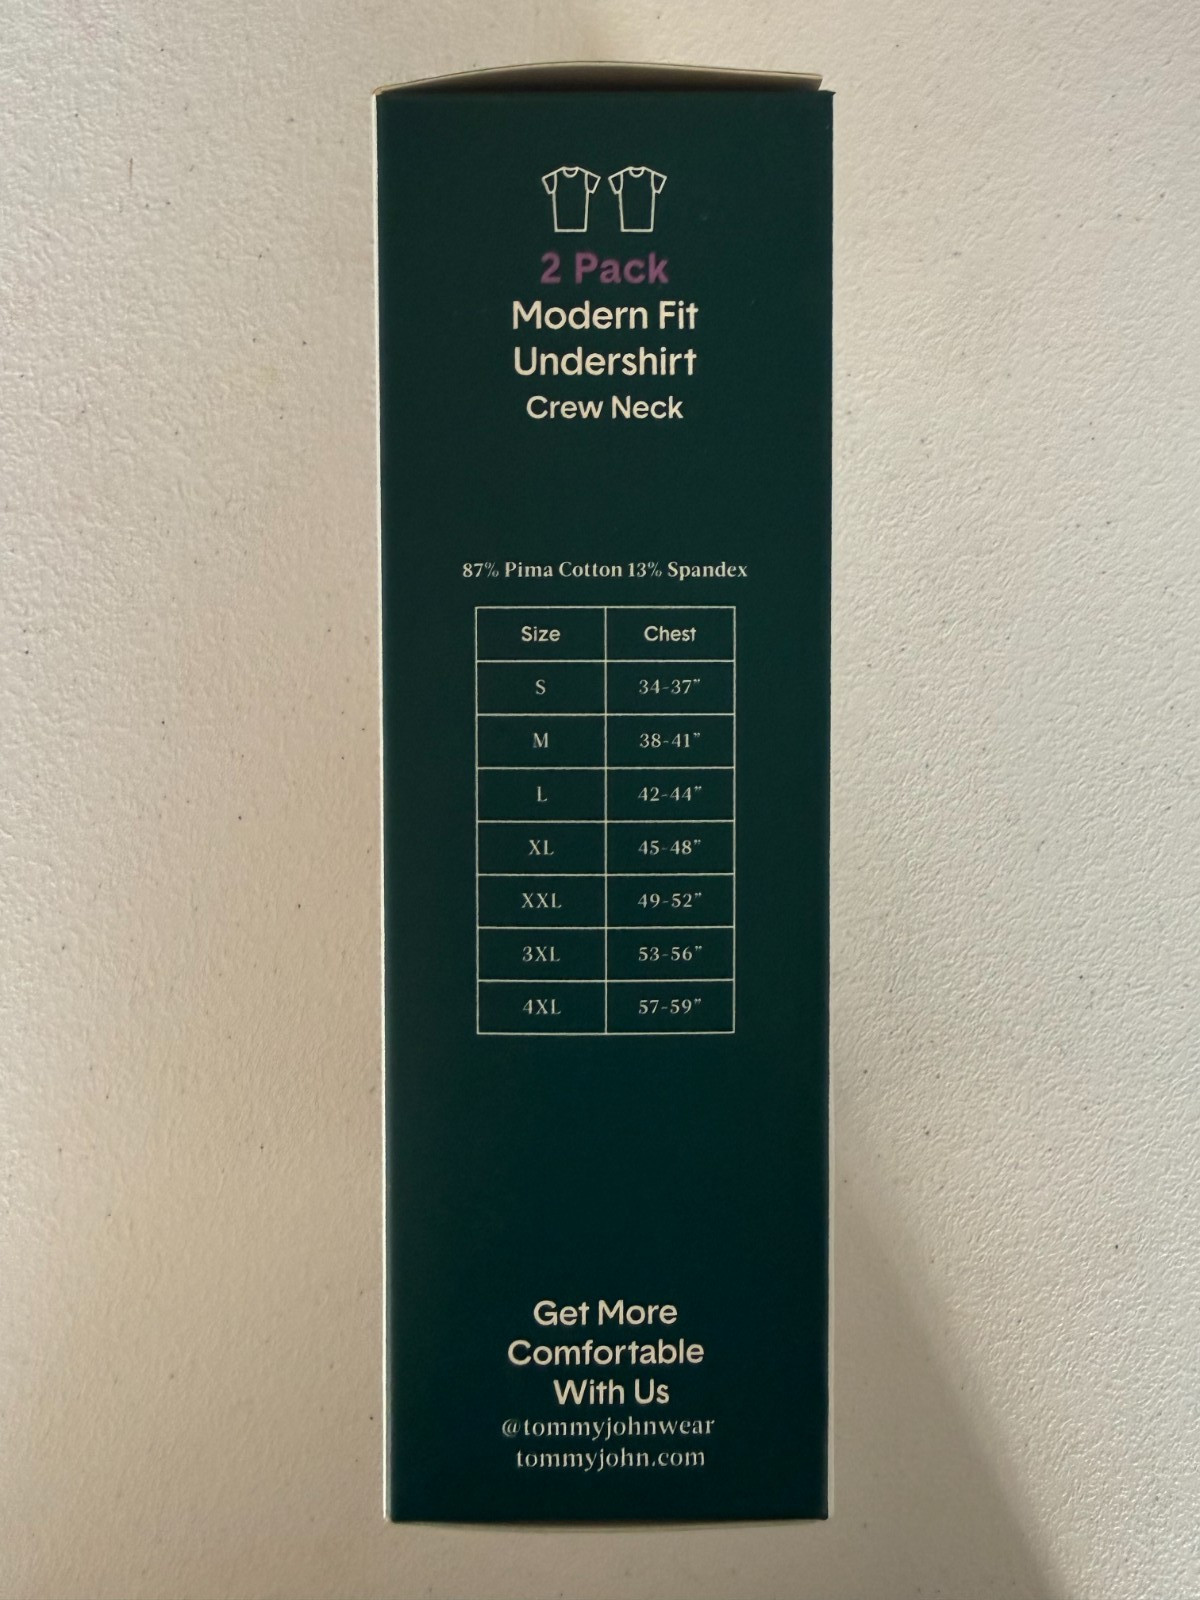 2 Pack
Modern Fit
Undershirt
Crew Neck
87% Pima Cotton 13% Spandex
Size Chest
S 34-37”
M 38-41”
L 42-44”
XL 45-48”
XXL 49-52”
3XL 53-56”
4XL 57-59”
Get More
Comfortable
With Us
@tommyjohnwear
tommyjohn.com